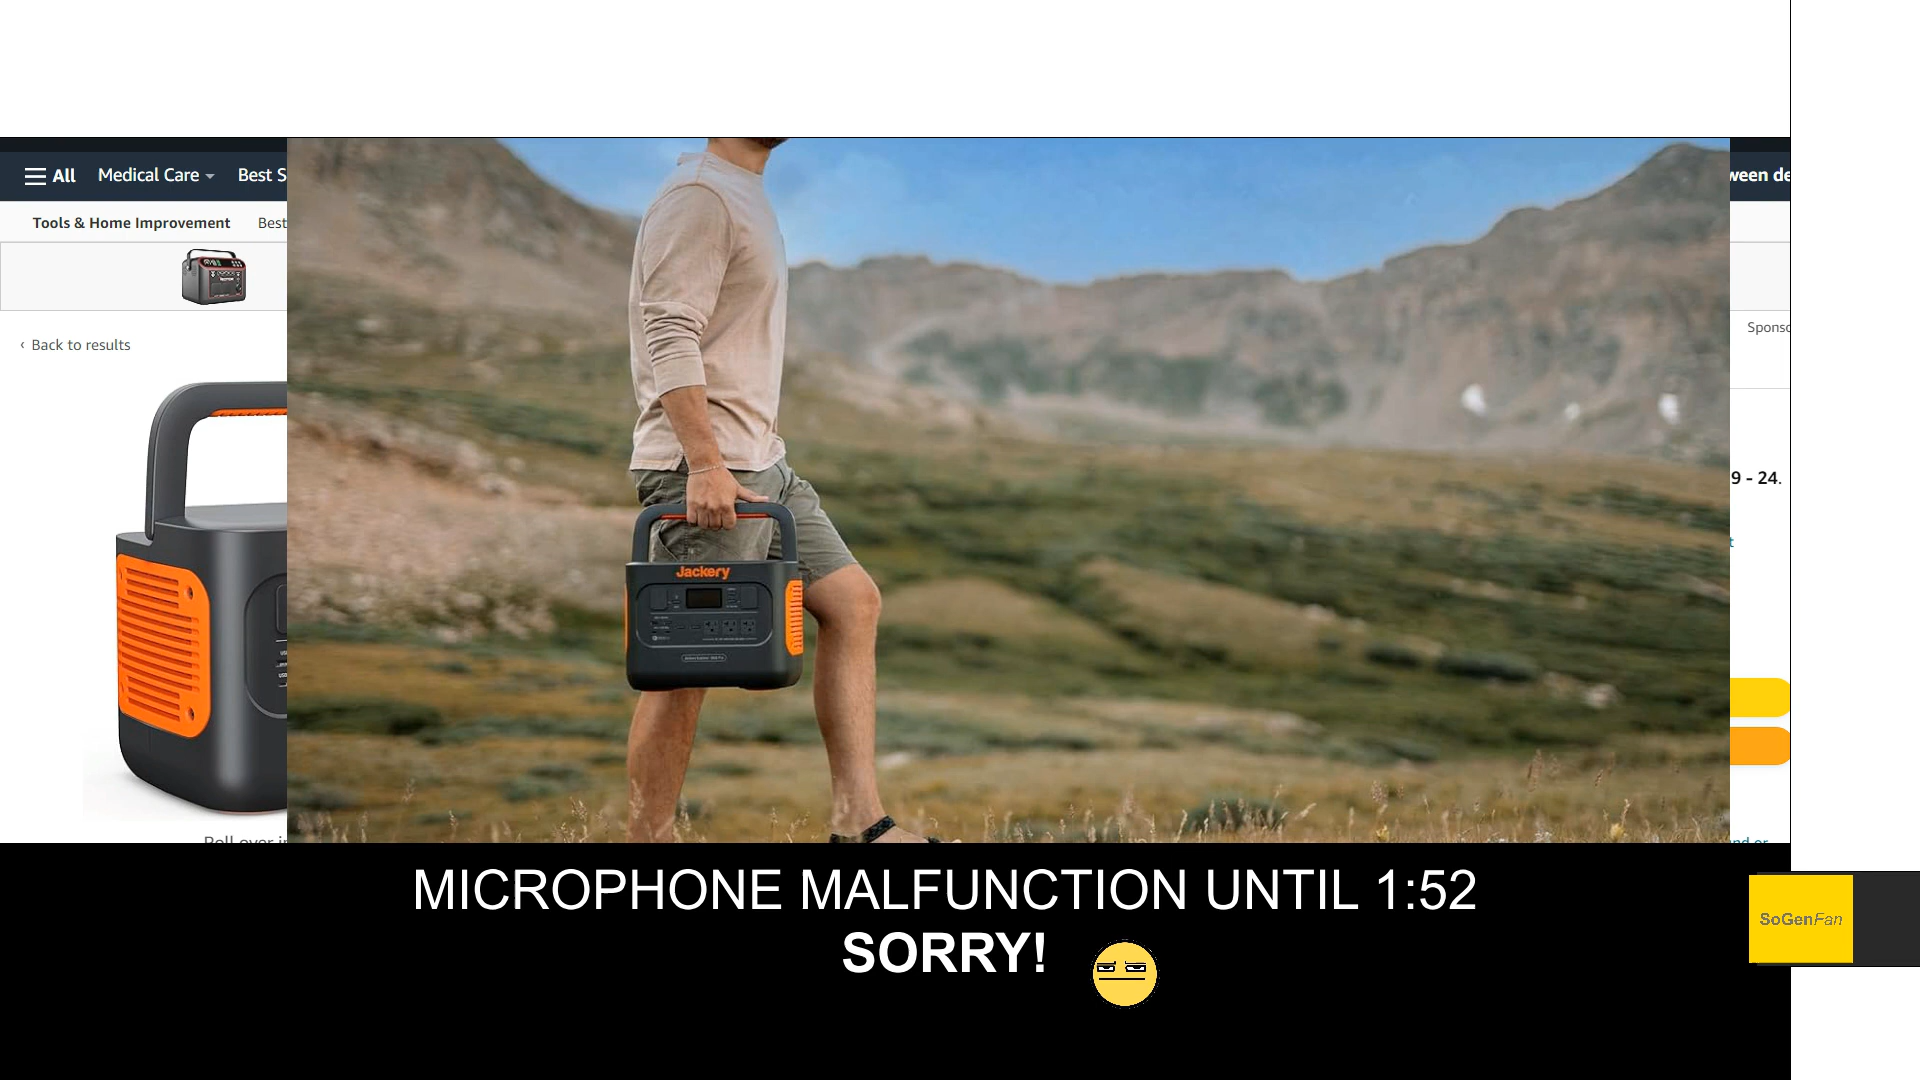 All Medical Care Best S
ween de
Tools & Home Improvement Best
Sponso
‹ Back to results
9 - 24.
Jackery
MICROPHONE MALFUNCTION UNTIL 1:52
SORRY!
SoGenFan